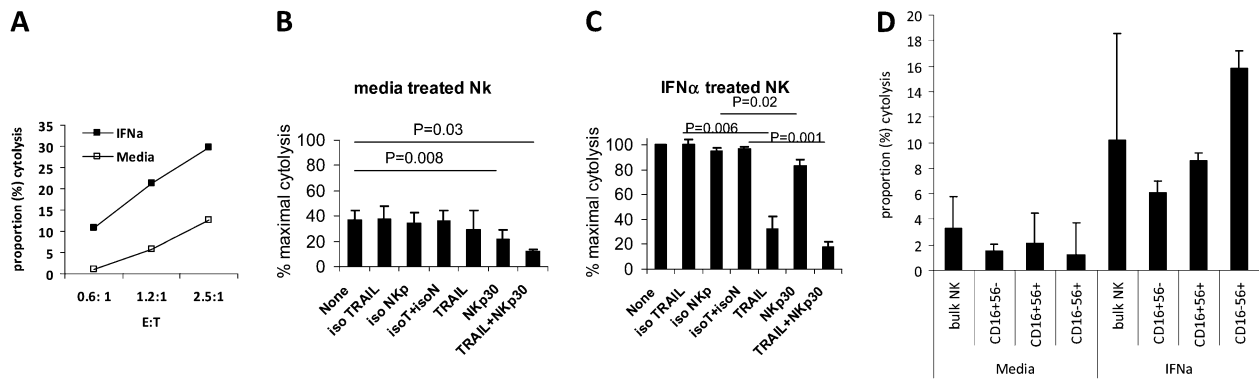 A
proportion (%) cytolysis
35
30
25
20
15
10
5
0
IFNa
Media
0.6: 1
1.2:1
2.5:1
E:T
B
media treated Nk
P=0.03
P=0.008
% maximal cytolysis
100
80
60
40
20
0
None
iso TRAIL
iso NKp
isoT+isoN
TRAIL
NKp30
TRAIL+NKp30
C
IFNα treated NK
P=0.02
P=0.006
P=0.001
% maximal cytolysis
100
80
60
40
20
0
None
iso TRAIL
iso NKp
isoT+isoN
TRAIL
NKp30
TRAIL+NKp30
D
proportion (%) cytolysis
20
18
16
14
12
10
8
6
4
2
0
bulk NK
CD16+56-
CD16+56+
CD16-56+
bulk NK
CD16+56-
CD16+56+
CD16-56+
Media
IFNa